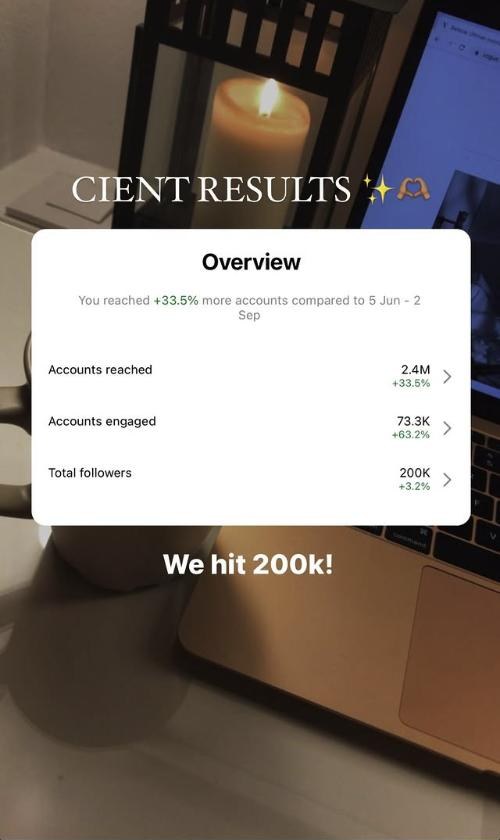 CIENT RESULTS ✨🫶
Overview
You reached +33.5% more accounts compared to 5 Jun - 2
Sep
Accounts reached
2.4M
+33.5%
Accounts engaged
73.3K
+63.2%
Total followers
200K
+3.2%
command
We hit 200k!